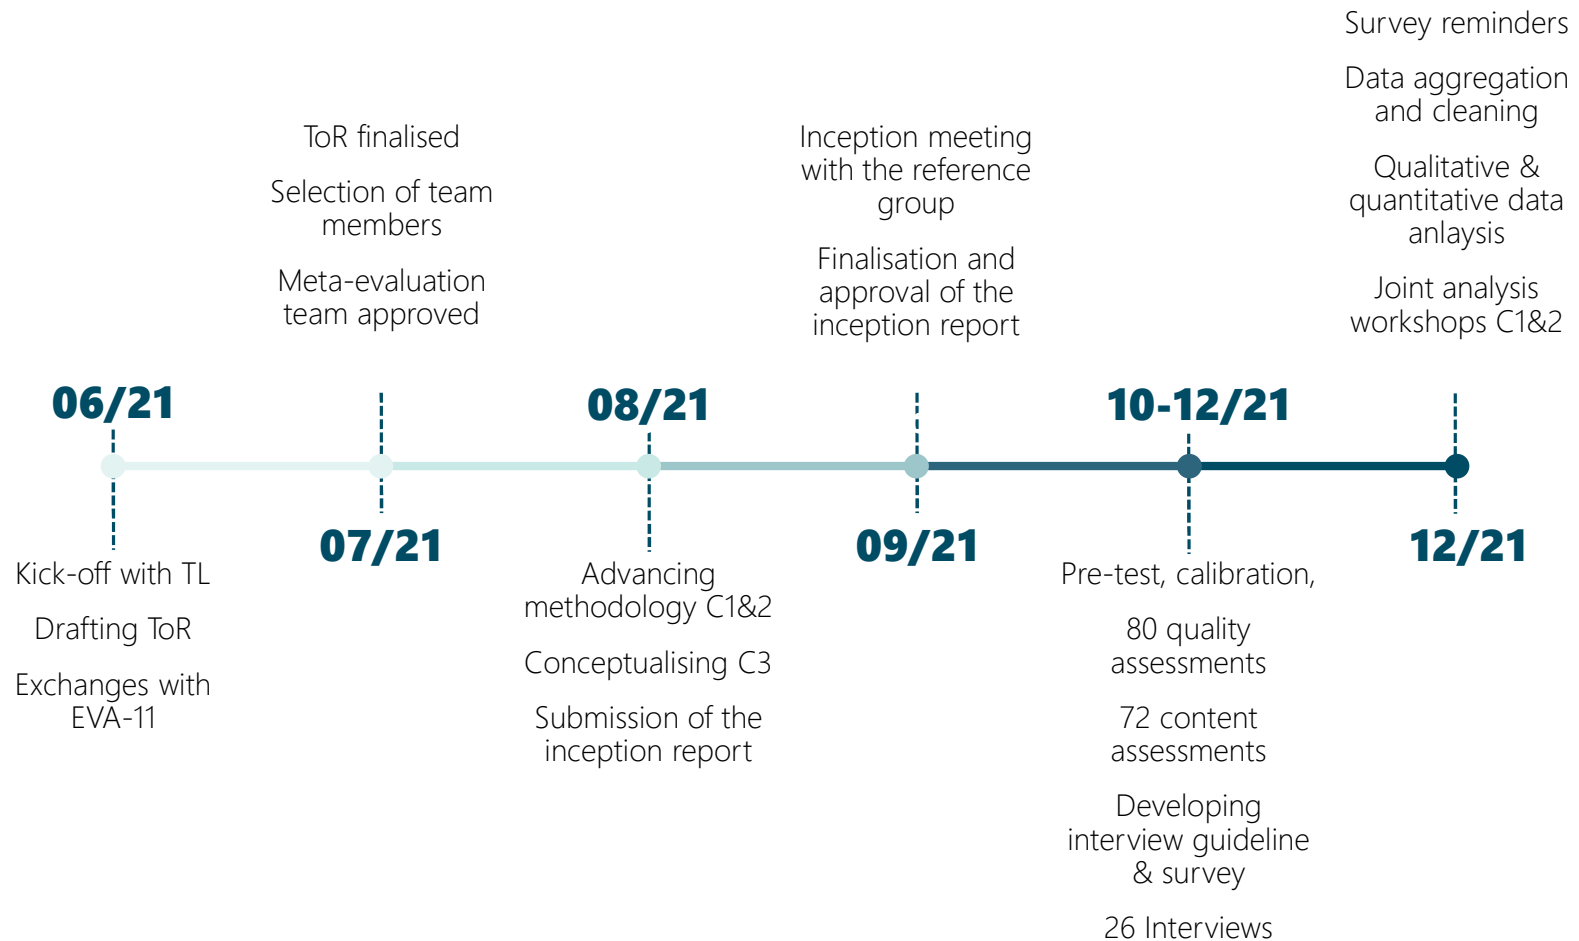 06/21
Kick-off with TL
Drafting ToR
Exchanges with
EVA-11
ToR finalised
Selection of team
members
Meta-evaluation
team approved
07/21
08/21
Advancing
methodology C1&2
Conceptualising C3
Submission of the
inception report
Inception meeting
with the reference
group
Finalisation and
approval of the
inception report
09/21
10-12/21
Pre-test, calibration,
80 quality
assessments
72 content
assessments
Developing
interview guideline
& survey
26 Interviews
Survey reminders
Data aggregation
and cleaning
Qualitative &
quantitative data
anlaysis
Joint analysis
workshops C1&2
12/21